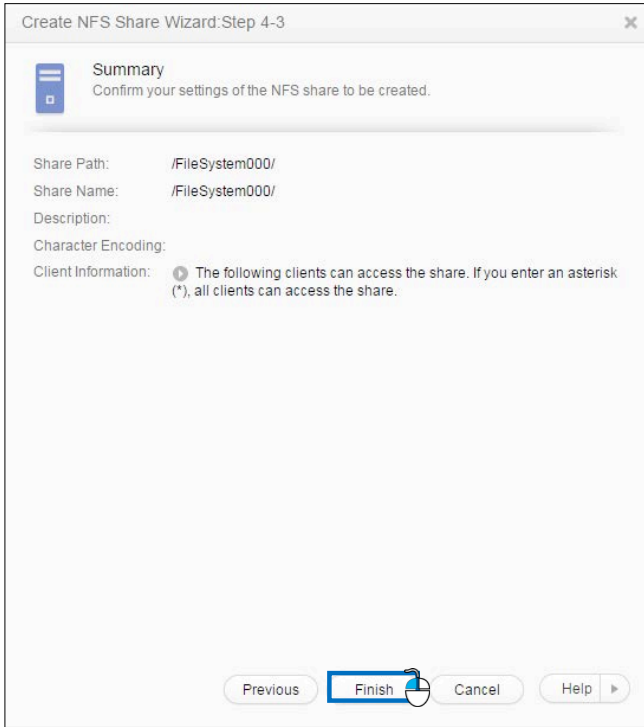 Create NFS Share Wizard:Step 4-3
Summary
Confirm your settings of the NFS share to be created.
Share Path: /FileSystem000/
Share Name: /FileSystem000/
Description:
Character Encoding:
Client Information: The following clients can access the share. If you enter an asterisk
(*), all clients can access the share.
Previous Finish Cancel Help